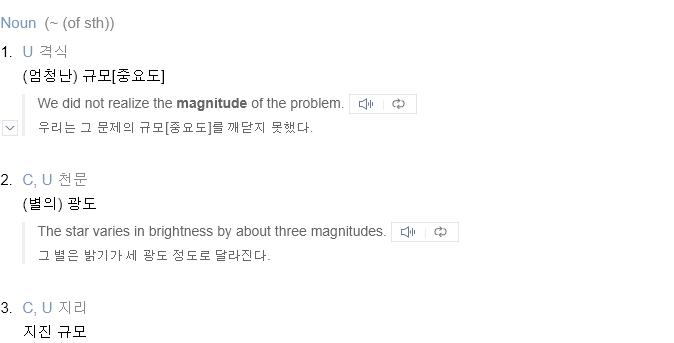 Noun (~ (of sth))
1. U 격식
(엄청난) 규모[중요도]
We did not realize the magnitude of the problem.
우리는 그 문제의 규모[중요도]를 깨닫지 못했다.
2. C, U 천문
(별의) 광도
The star varies in brightness by about three magnitudes.
그 별은 밝기가 세 광도 정도로 달라진다.
3. C, U 지리
지진 규모